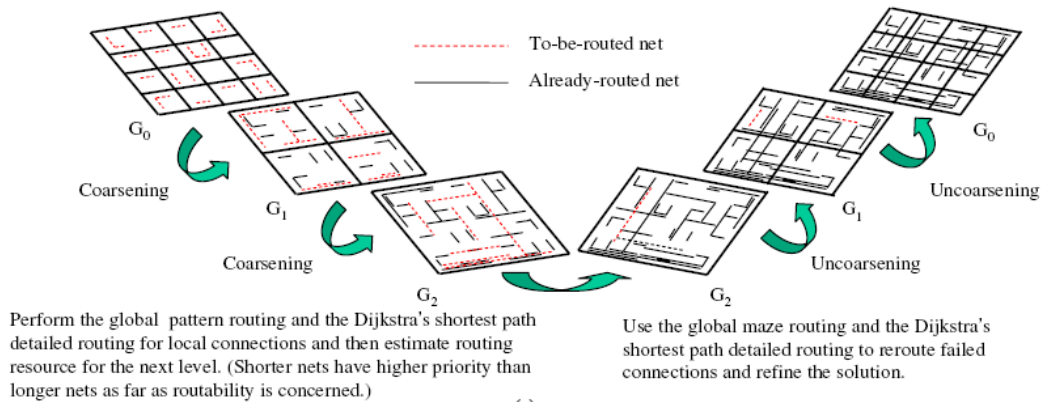 To-be-routed net
Already-routed net
G0
Coarsening
G1
Coarsening
G2
G2
Uncoarsening
G1
Uncoarsening
G0
Perform the global pattern routing and the Dijkstra's shortest path
detailed routing for local connections and then estimate routing
resource for the next level. (Shorter nets have higher priority than
longer nets as far as routability is concerned.)
Use the global maze routing and the Dijkstra's
shortest path detailed routing to reroute failed
connections and refine the solution.